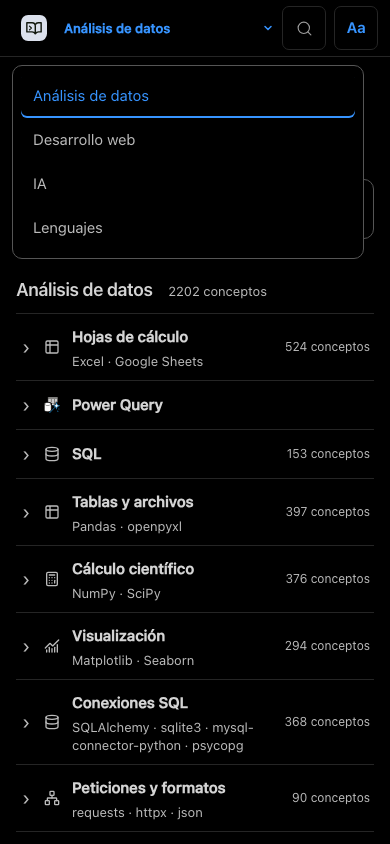 Análisis de datos
Aa
Análisis de datos
Desarrollo web
IA
Lenguajes
Análisis de datos 2202 conceptos
Hojas de cálculo
524 conceptos
Excel · Google Sheets
Power Query
SQL
153 conceptos
Tablas y archivos
397 conceptos
Pandas · openpyxl
Cálculo científico
376 conceptos
NumPy · SciPy
Visualización
294 conceptos
Matplotlib · Seaborn
Conexiones SQL
368 conceptos
SQLAlchemy · sqlite3 · mysql-
connector-python · psycopg
Peticiones y formatos
90 conceptos
requests · httpx · json